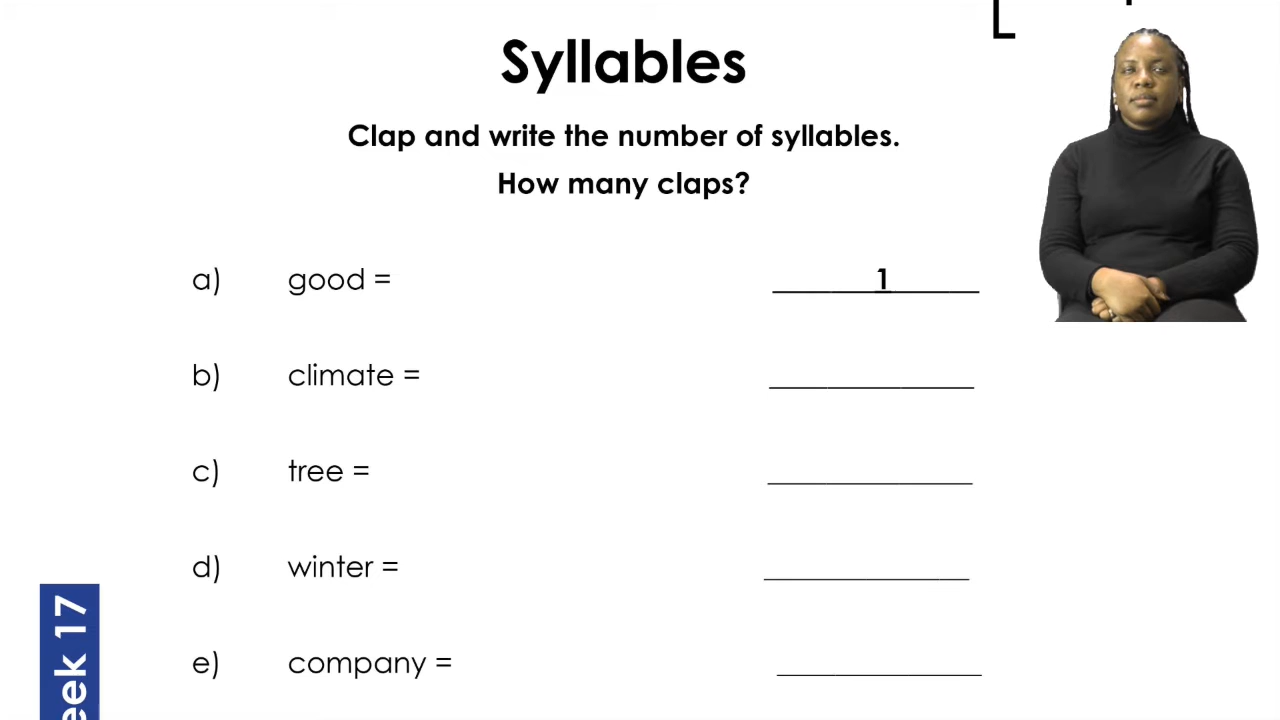 Syllables
Clap and write the number of syllables.
How many claps?
a) good = 1
b) climate =
c) tree =
d) winter =
e) company =
eek 17